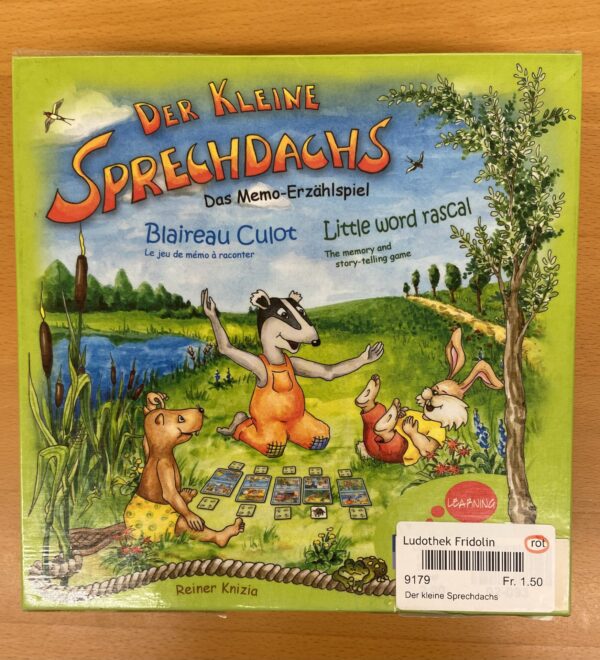 DER KLEINE
SPRECHDACHS
Das Memo-Erzählspiel
Blaireau Culot
Le jeu de mémo à raconter
Little word rascal
The memory and
story-telling game
LEARNING
Reiner Knizia
Ludothek Fridolin
rot
9179
Fr. 1.50
Der kleine Sprechdachs